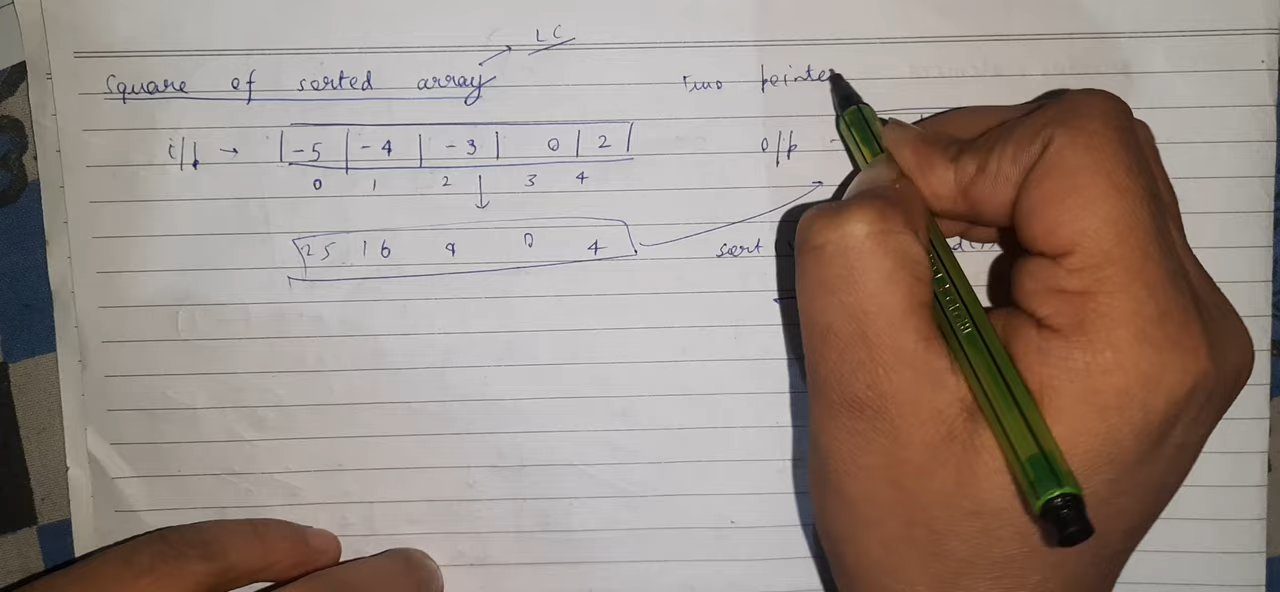 LC
Square of sorted array
Two pointer
i/p → -5 -4 -3 0 2
o/p
0 1 2 3 4
25 16 9 0 4
sort